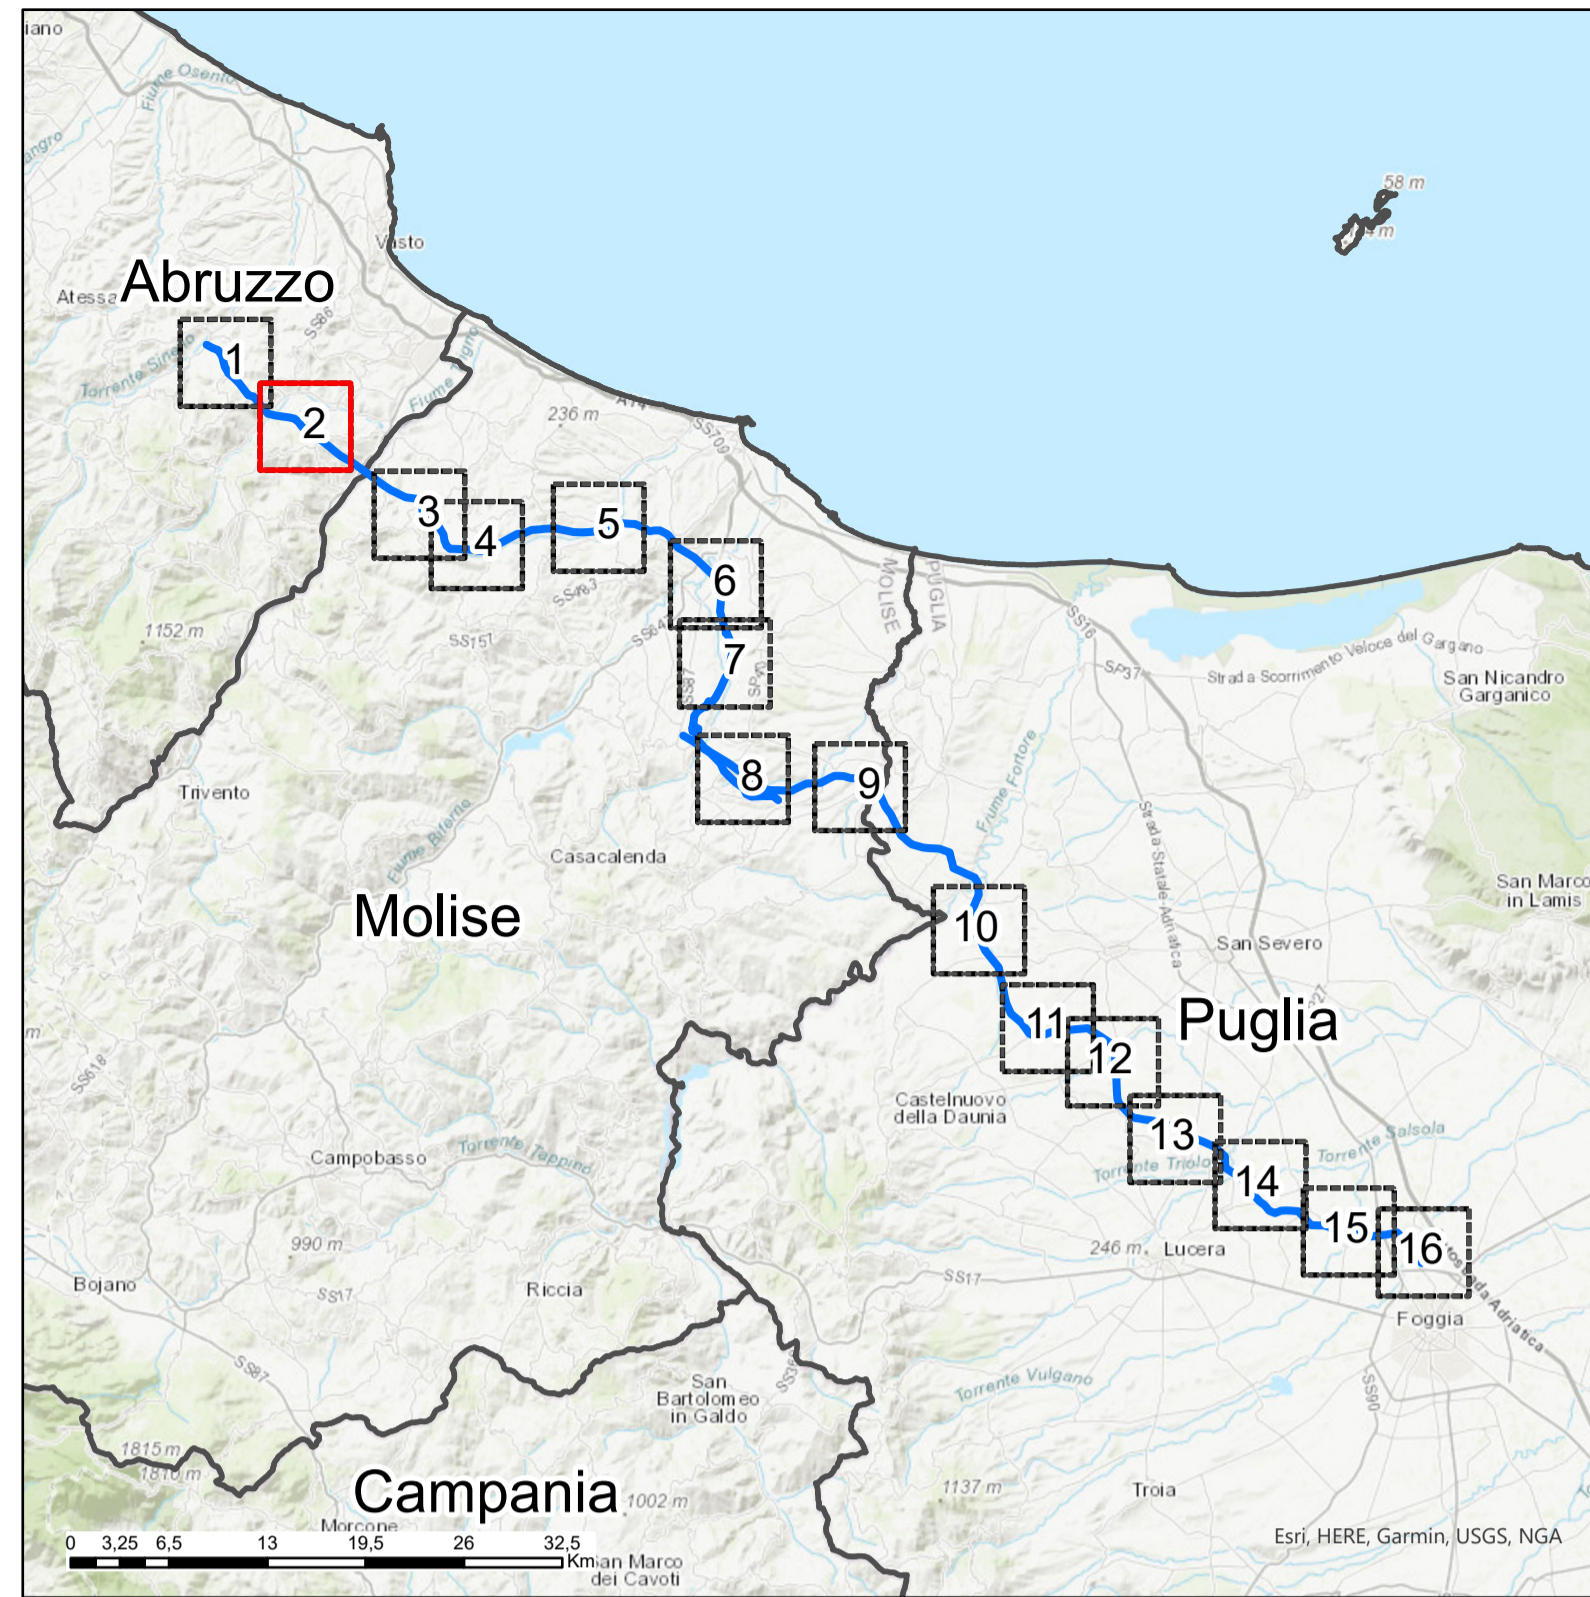 iano
Fiume Osento
angro
58 m
Vasto
Abruzzo
Atessa
SS86
1
Torrente Sinello
Fiume Trigno
2
236 m
A14
SS709
3
4
5
6
MOLISE
PUGLIA
SS483
SS16
1152 m
SS157
SS647
7
SS87
SP40
SP37
Strada Scorrimento Veloce del Gargano
San Nicandro
Garganico
Fiume Fortore
8
9
Trivento
Fiume Biferno
Strada Statale Adriatica
Casacalenda
San Marco
in Lamis
Molise
10
San Severo
m
11
Puglia
12
SS618
Castelnuovo
della Daunia
13
Torrente Salsola
Torrente Tappino
Campobasso
Torrente Triolo
14
15
16
990 m
246 m
Lucera
Bojano
SS17
Riccia
SS17
Foggia
SS87
San
Bartolomeo
in Galdo
Torrente Vulgano
SS90
1815 m
1816 m
Campania
1002 m
1137 m
Troia
Morcone
0 3,25 6,5 13 19,5 26 32,5
Km
San Marco
dei Cavoti
Esri, HERE, Garmin, USGS, NGA